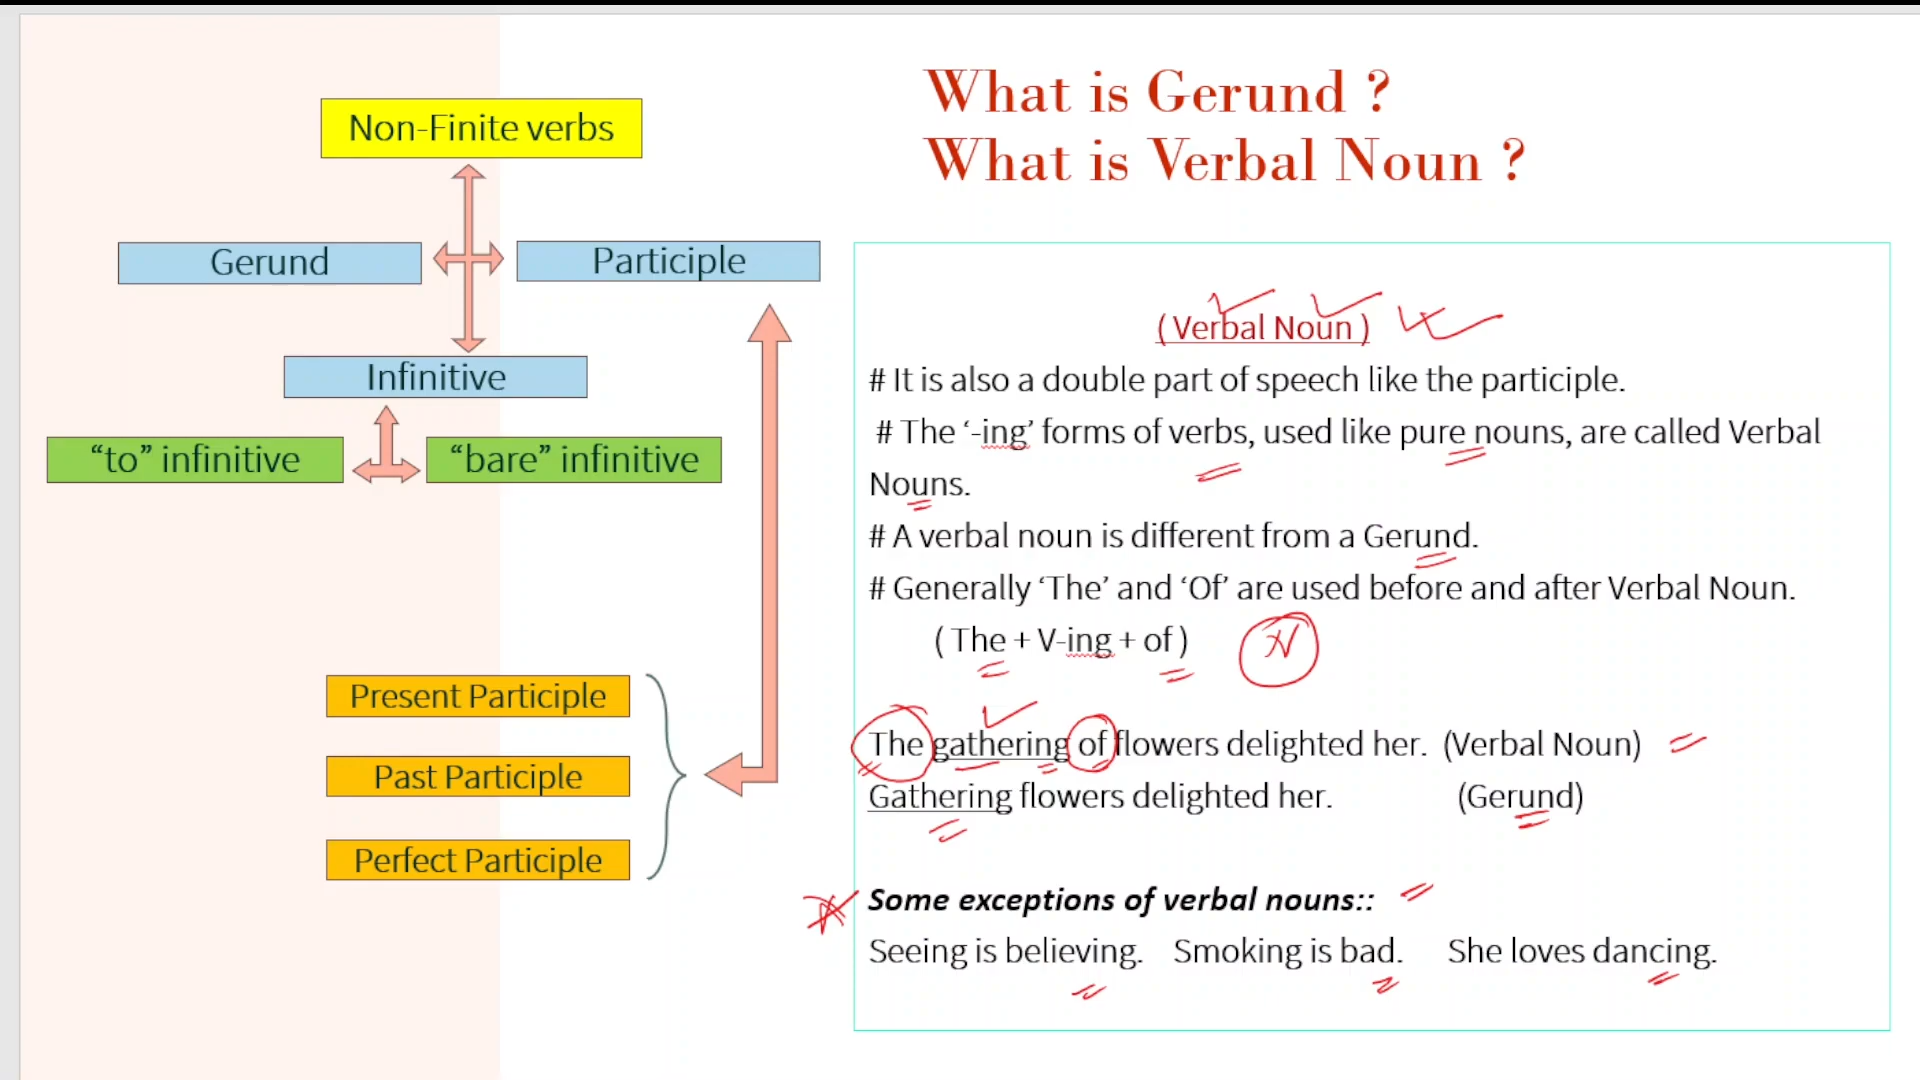 What is Gerund ?
What is Verbal Noun ?
Non-Finite verbs
Gerund
Participle
Infinitive
“to” infinitive
“bare” infinitive
Present Participle
Past Participle
Perfect Participle
( Verbal Noun )
# It is also a double part of speech like the participle.
# The ‘-ing’ forms of verbs, used like pure nouns, are called Verbal
Nouns.
# A verbal noun is different from a Gerund.
# Generally ‘The’ and ‘Of’ are used before and after Verbal Noun.
( The + V-ing + of ) N
The gathering of flowers delighted her. (Verbal Noun)
Gathering flowers delighted her. (Gerund)
Some exceptions of verbal nouns::
Seeing is believing. Smoking is bad. She loves dancing.